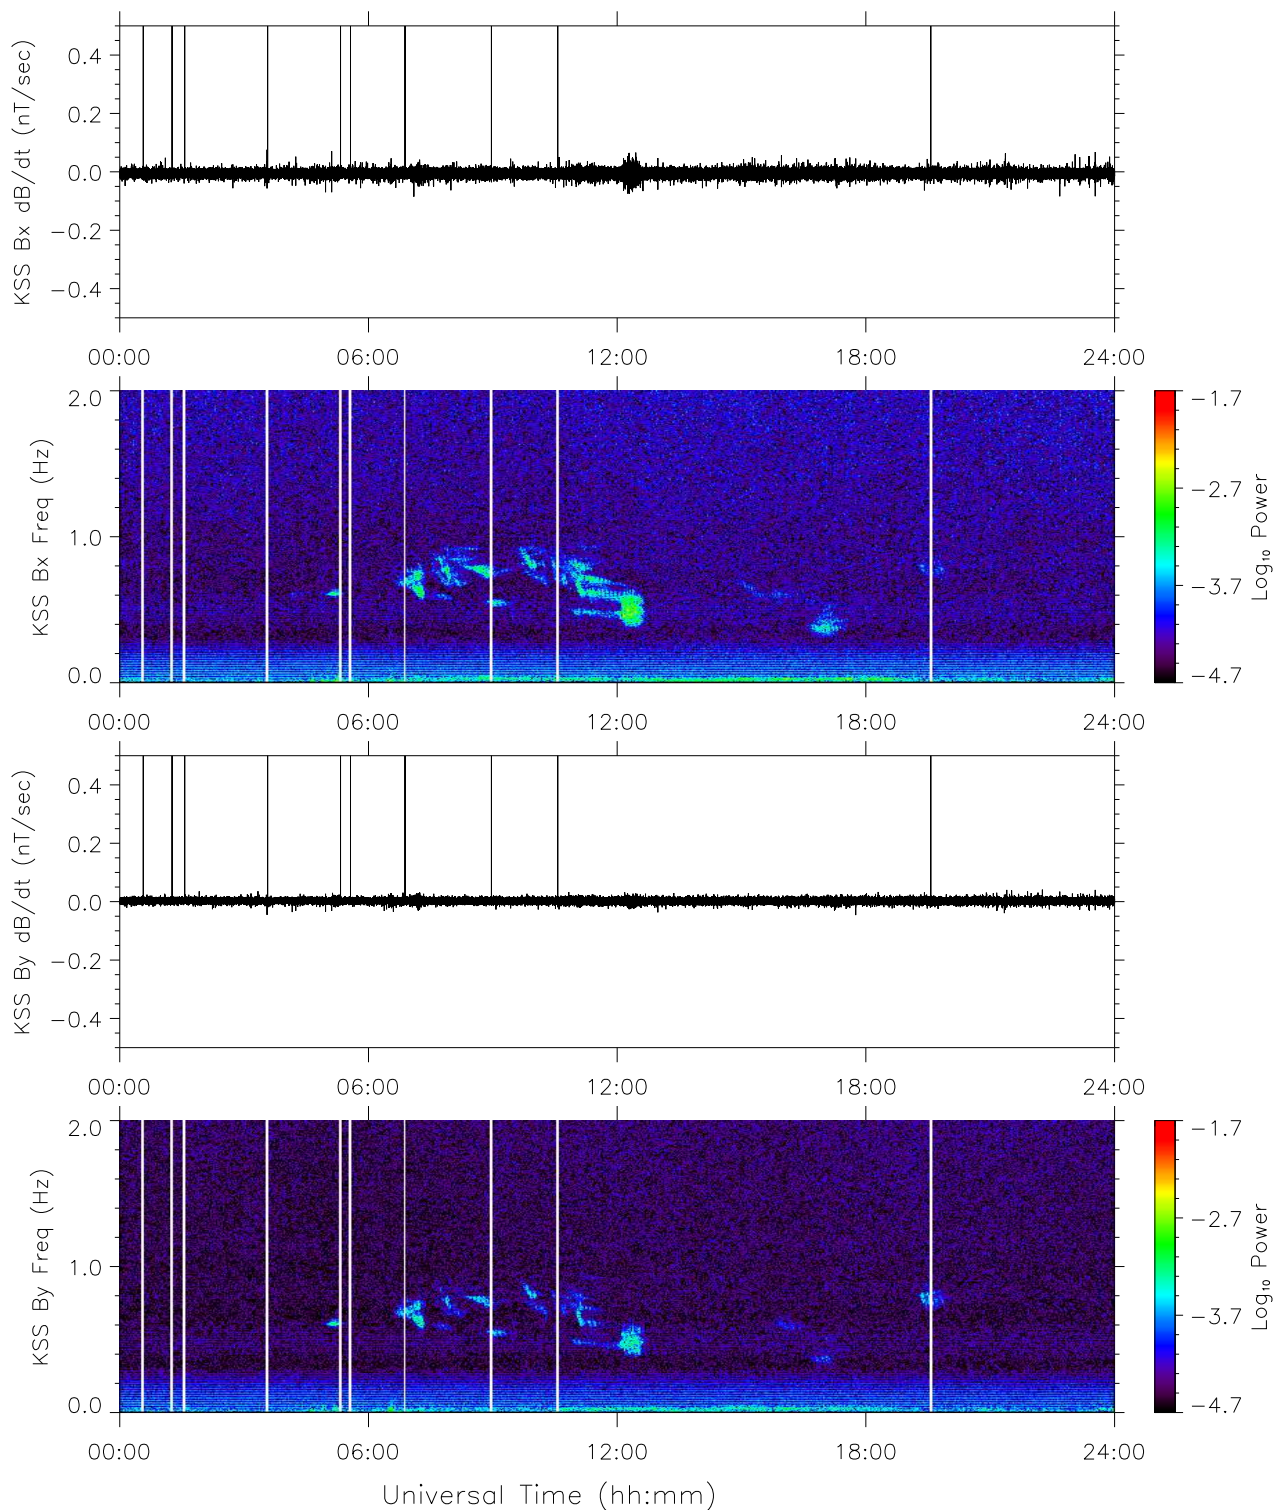 KSS Bx dB/dt (nT/sec)
0.4
0.2
0.0
−0.2
−0.4
00:00 06:00 12:00 18:00 24:00
KSS Bx Freq (Hz)
2.0
1.0
0.0
−1.7
−2.7
−3.7
−4.7
Log₁₀ Power
00:00 06:00 12:00 18:00 24:00
KSS By dB/dt (nT/sec)
0.4
0.2
0.0
−0.2
−0.4
00:00 06:00 12:00 18:00 24:00
KSS By Freq (Hz)
2.0
1.0
0.0
−1.7
−2.7
−3.7
−4.7
Log₁₀ Power
00:00 06:00 12:00 18:00 24:00
Universal Time (hh:mm)